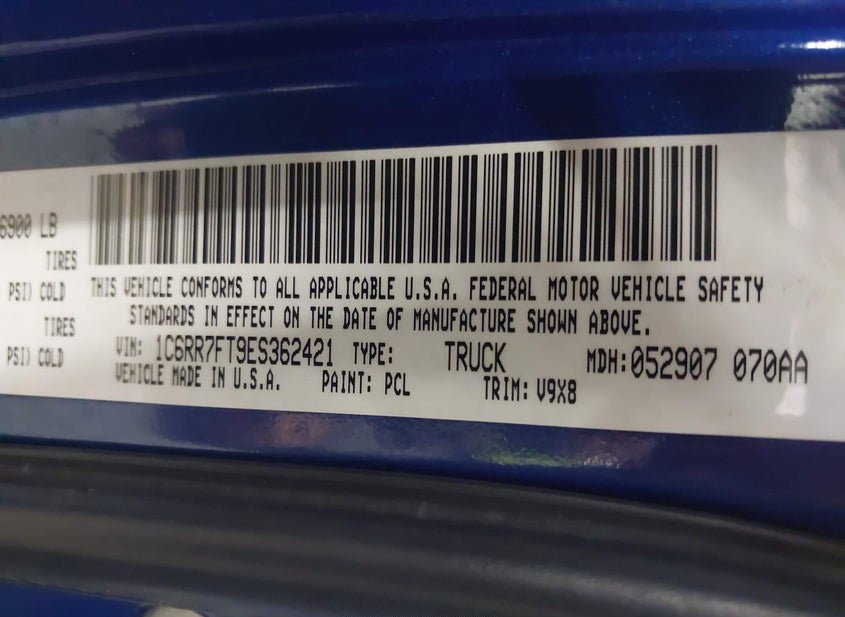 6900 LB
TIRES
PSI) COLD
TIRES
PSI) COLD
THIS VEHICLE CONFORMS TO ALL APPLICABLE U.S.A. FEDERAL MOTOR VEHICLE SAFETY
STANDARDS IN EFFECT ON THE DATE OF MANUFACTURE SHOWN ABOVE.
VIN: 1C6RR7FT9ES362421 TYPE: TRUCK MDH:052907 070AA
VEHICLE MADE IN U.S.A. PAINT: PCL TRIM: V9X8